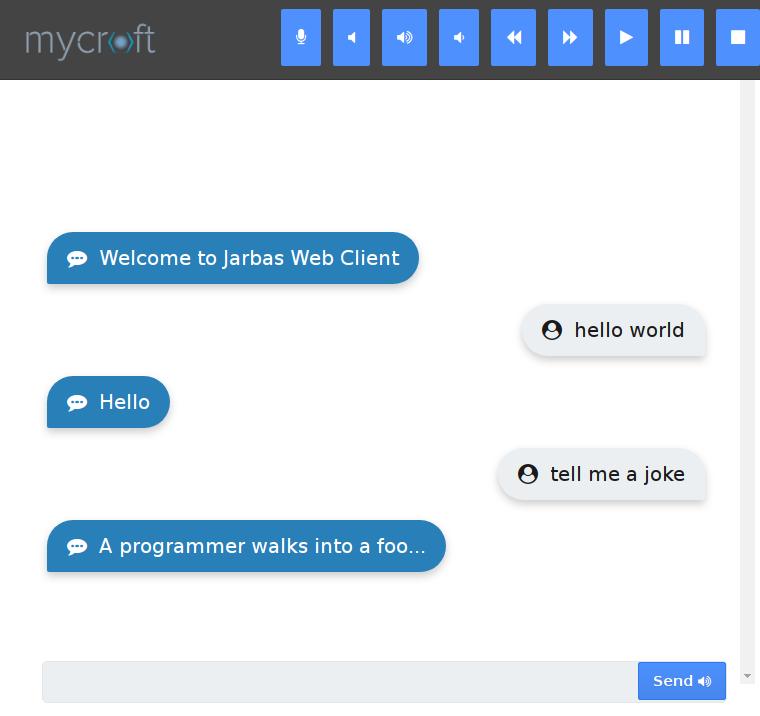 mycroft
Welcome to Jarbas Web Client
hello world
Hello
tell me a joke
A programmer walks into a foo...
Send